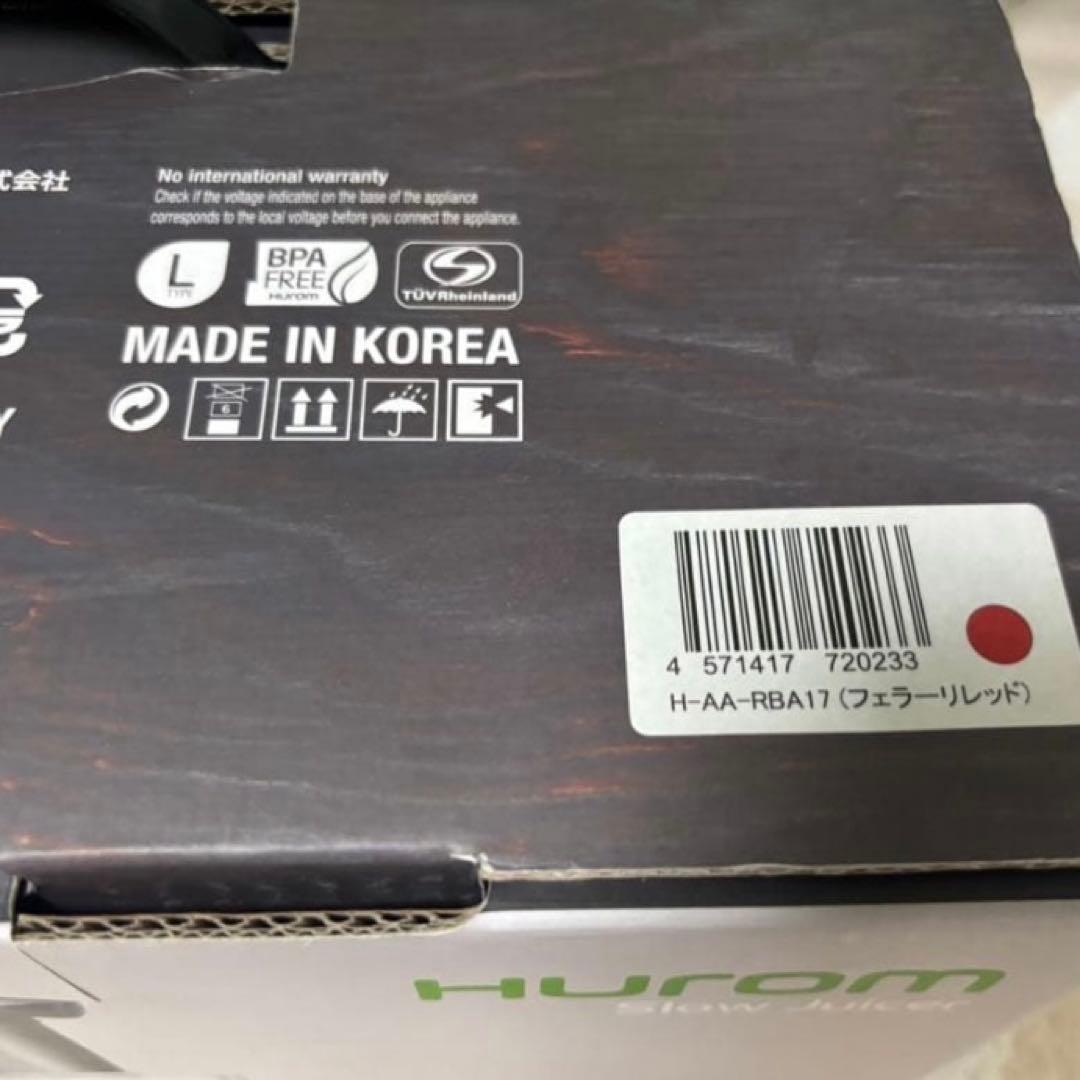 式会社
No international warranty
Check if the voltage indicated on the base of the appliance
corresponds to the local voltage before you connect the appliance.
L
TYPE
BPA
FREE
Hurom
TÜVRheinland
MADE IN KOREA
6
Y
4 571417 720233
H-AA-RBA17(フェラーリレッド)
Hurom
Slow Juicer